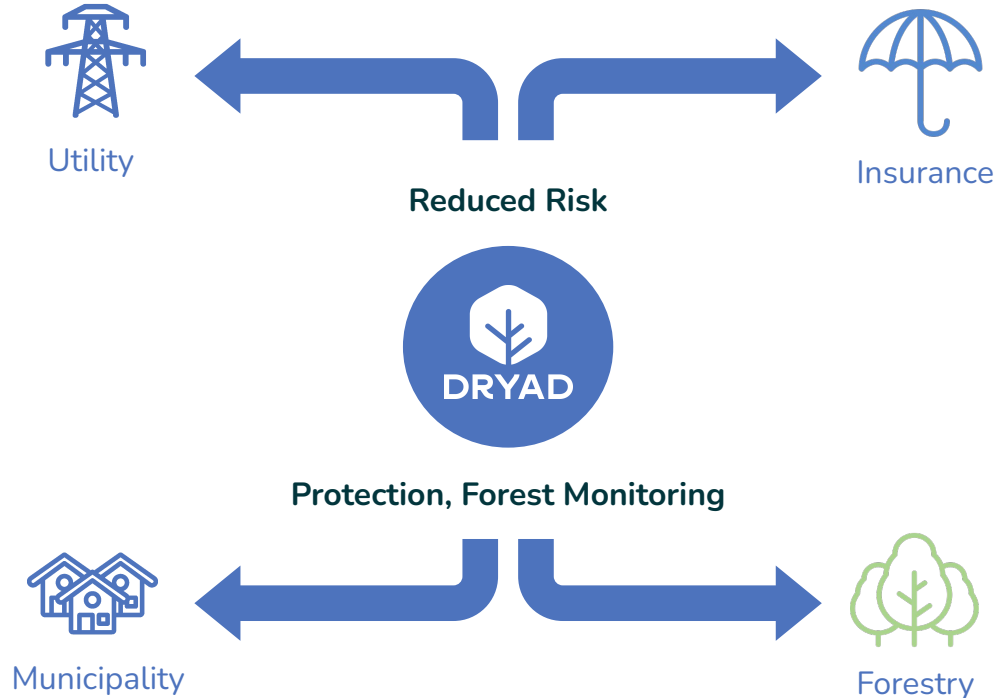 Utility
Insurance
Reduced Risk
DRYAD
Protection, Forest Monitoring
Municipality
Forestry